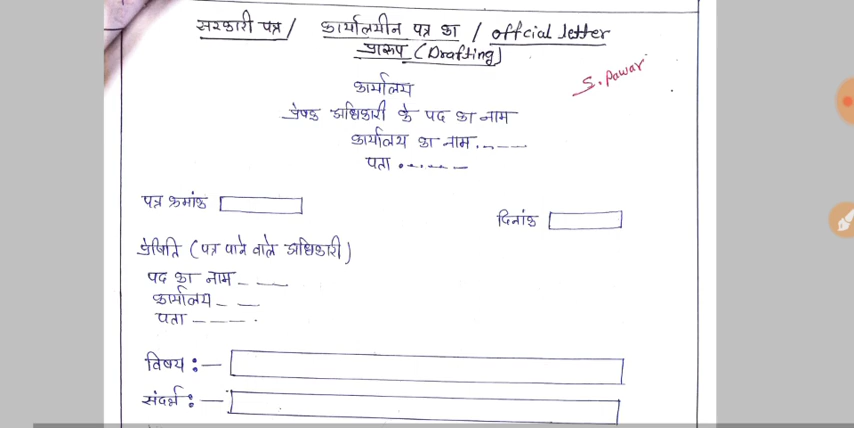 सरकारी पत्र / कार्यालयीन पत्र का / offcial letter
प्रारूप (Drafting)
S. Pawar
कार्यालय
प्रेषक अधिकारी के पद का नाम
कार्यालय का नाम.----
पता ........
पत्र क्रमांक
दिनांक
प्रेषिति (पत्र पाने वाले अधिकारी)
पद का नाम - --
कार्यालय - -
पता ----.
विषय :-
संदर्भ :-